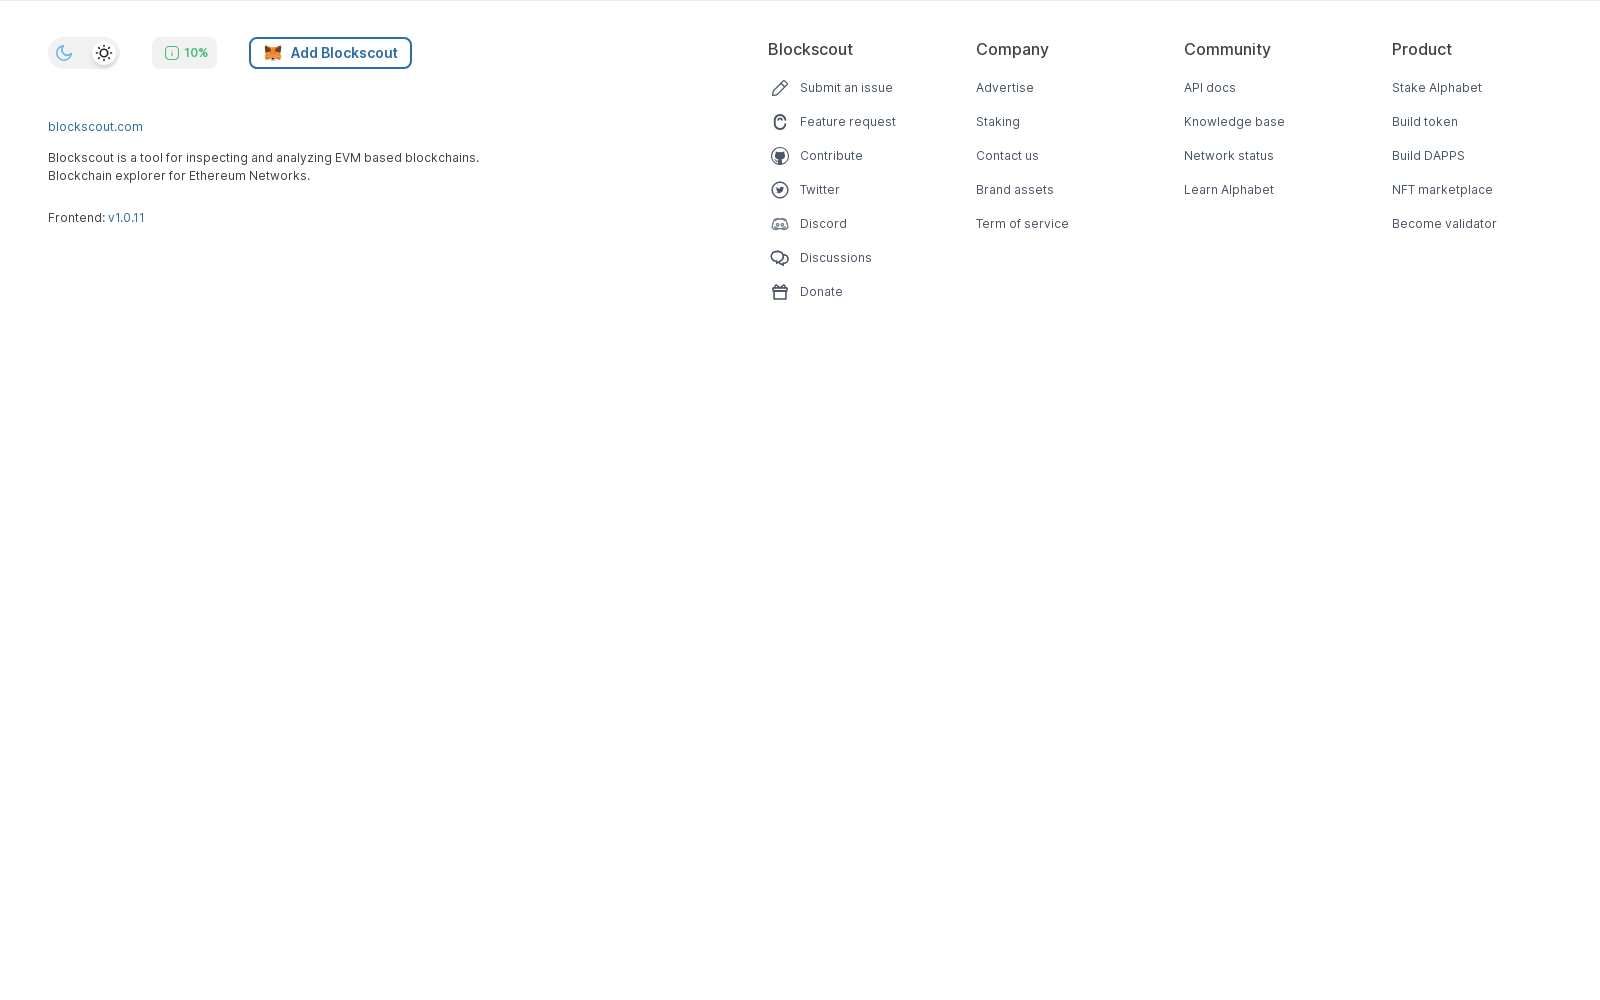 10%
Add Blockscout
blockscout.com
Blockscout is a tool for inspecting and analyzing EVM based blockchains.
Blockchain explorer for Ethereum Networks.
Frontend: v1.0.11
Blockscout
Submit an issue
Feature request
Contribute
Twitter
Discord
Discussions
Donate
Company
Advertise
Staking
Contact us
Brand assets
Term of service
Community
API docs
Knowledge base
Network status
Learn Alphabet
Product
Stake Alphabet
Build token
Build DAPPS
NFT marketplace
Become validator